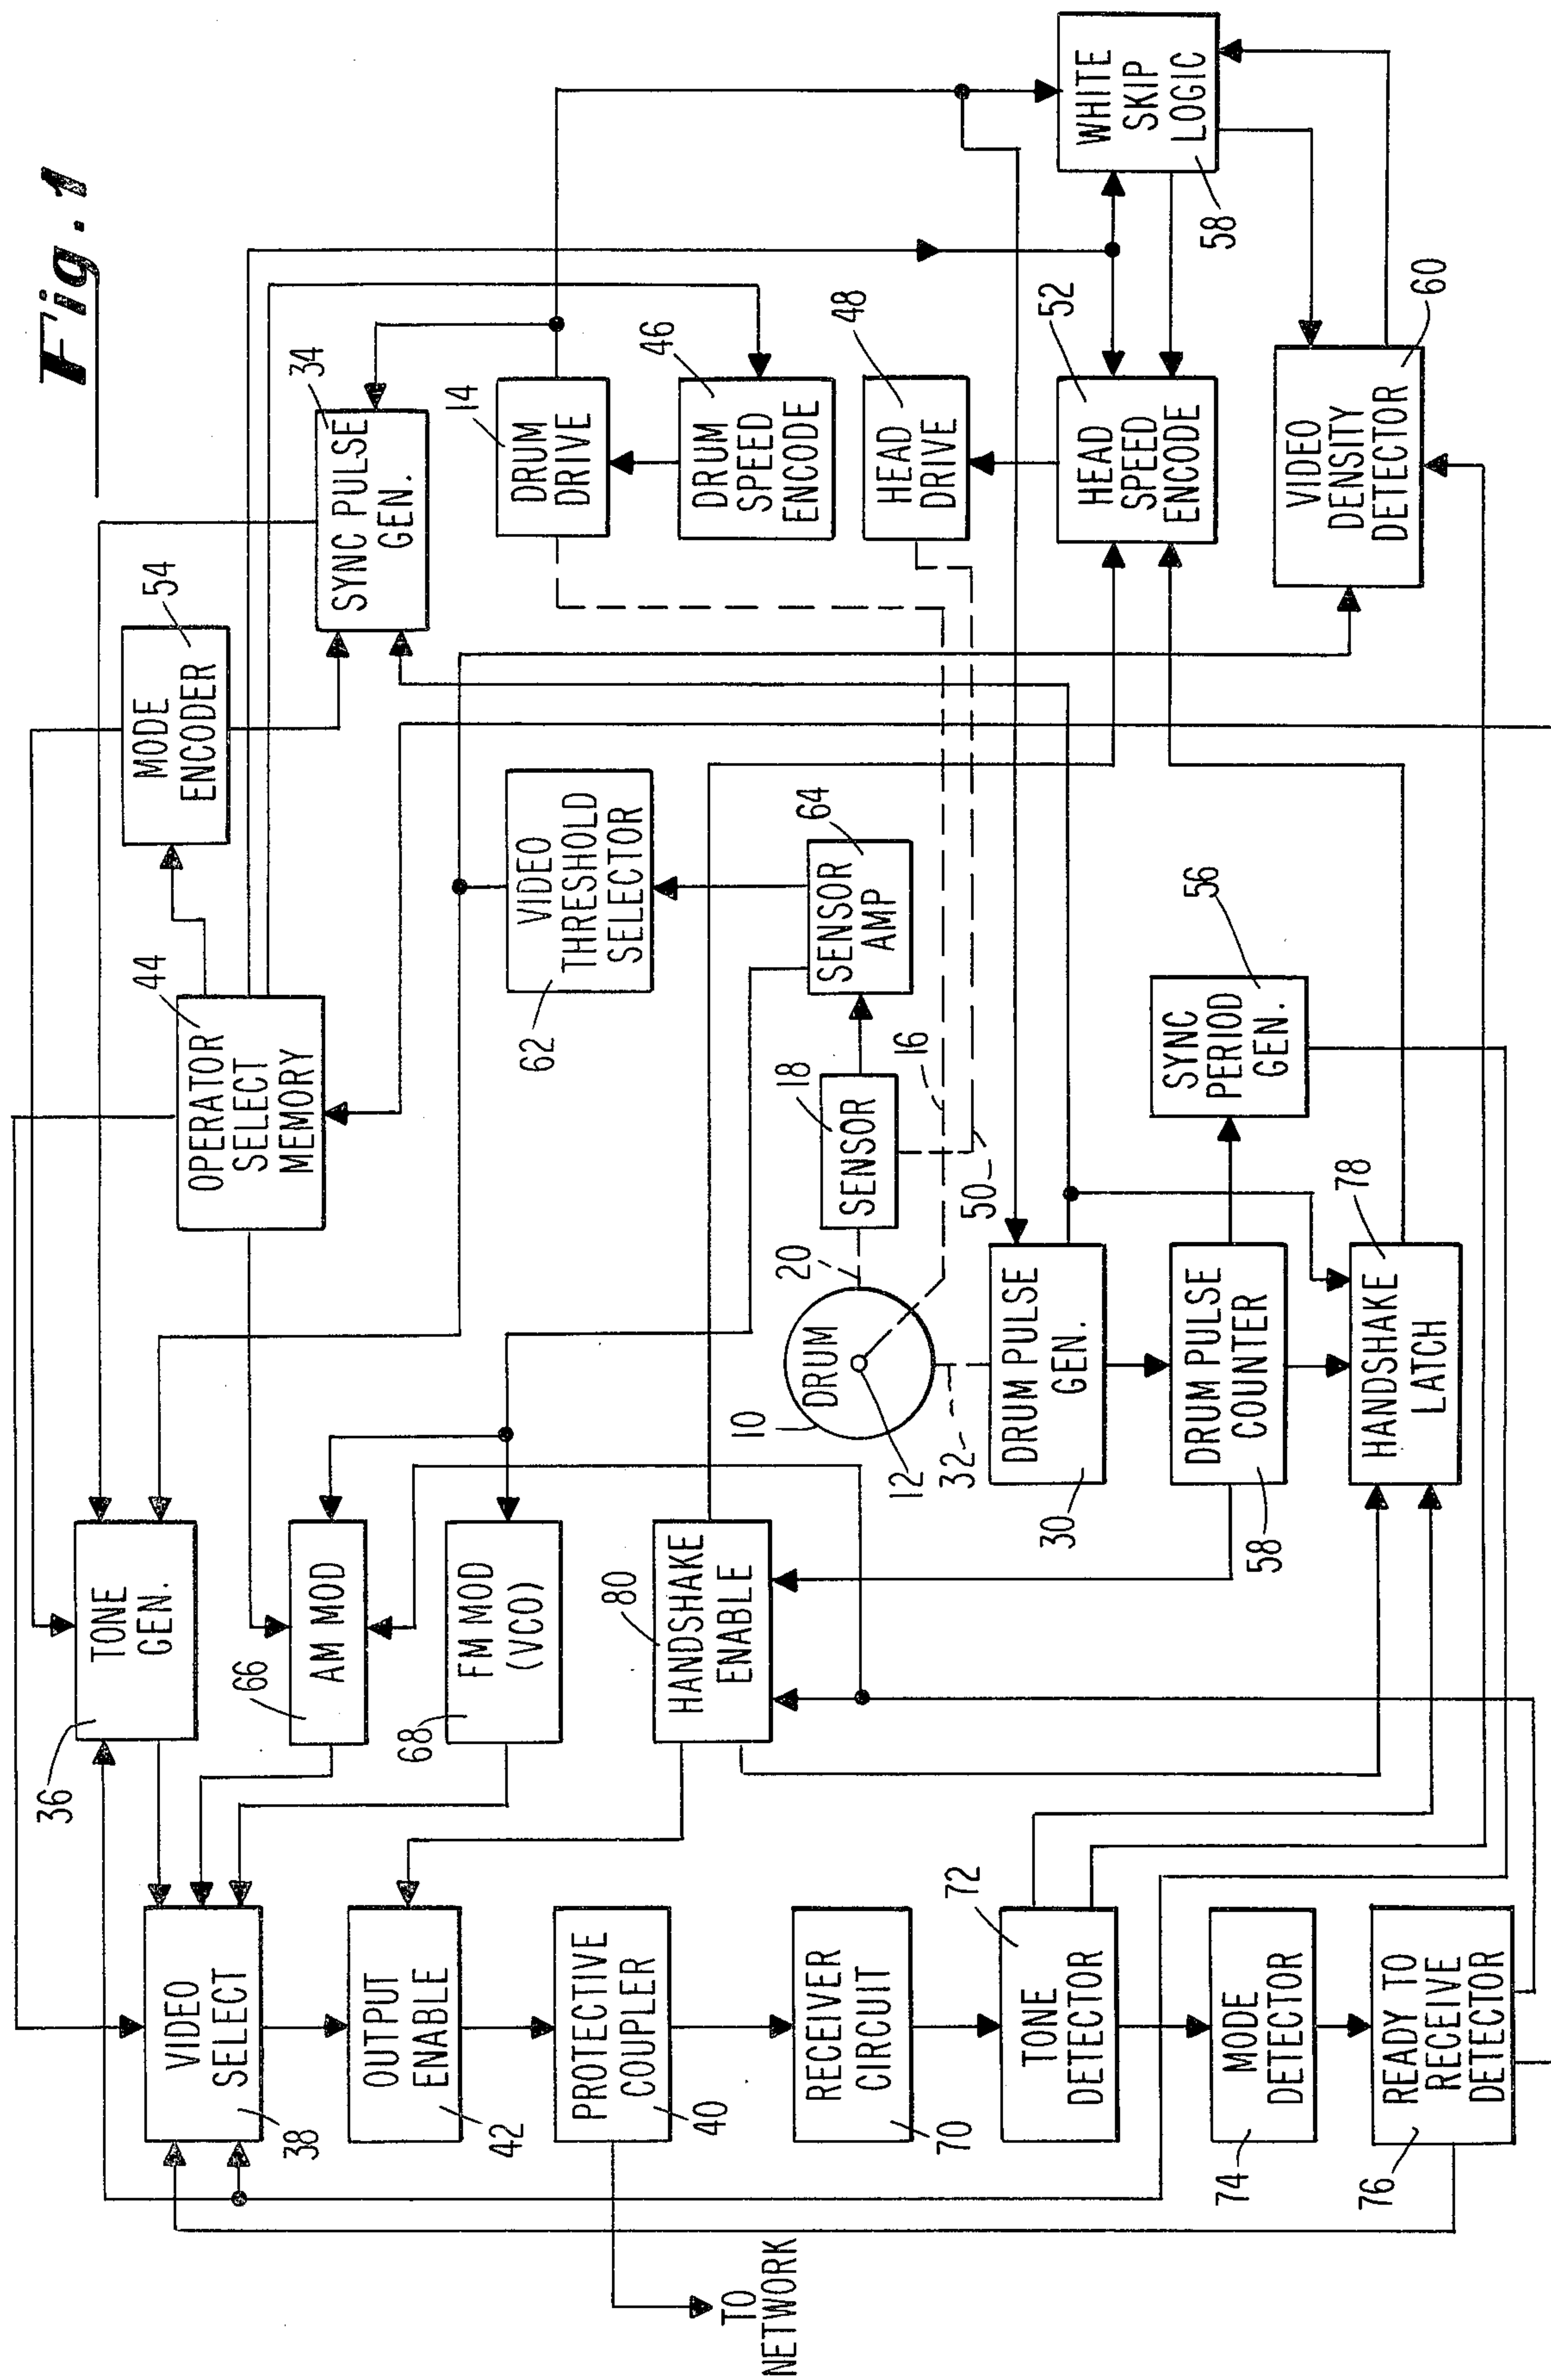 Fig. 1
TO
NETWORK
VIDEO
SELECT
38
OUTPUT
ENABLE
42
PROTECTIVE
COUPLER
40
RECEIVER
CIRCUIT
70
TONE
DETECTOR
72
MODE
DETECTOR
74
READY TO
RECEIVE
DETECTOR
76
TONE
GEN.
36
AM MOD
66
FM MOD
(VCO)
68
HANDSHAKE
ENABLE
80
DRUM
10
12
20
32
DRUM PULSE
GEN.
30
DRUM PULSE
COUNTER
58
HANDSHAKE
LATCH
78
OPERATOR
SELECT
MEMORY
44
VIDEO
THRESHOLD
SELECTOR
62
SENSOR
18
SENSOR
AMP
64
16
50
SYNC
PERIOD
GEN.
56
MODE
ENCODER
54
SYNC PULSE
GEN.
34
DRUM
DRIVE
14
DRUM
SPEED
ENCODE
46
HEAD
DRIVE
48
HEAD
SPEED
ENCODE
52
VIDEO
DENSITY
DETECTOR
60
WHITE
SKIP
LOGIC
58